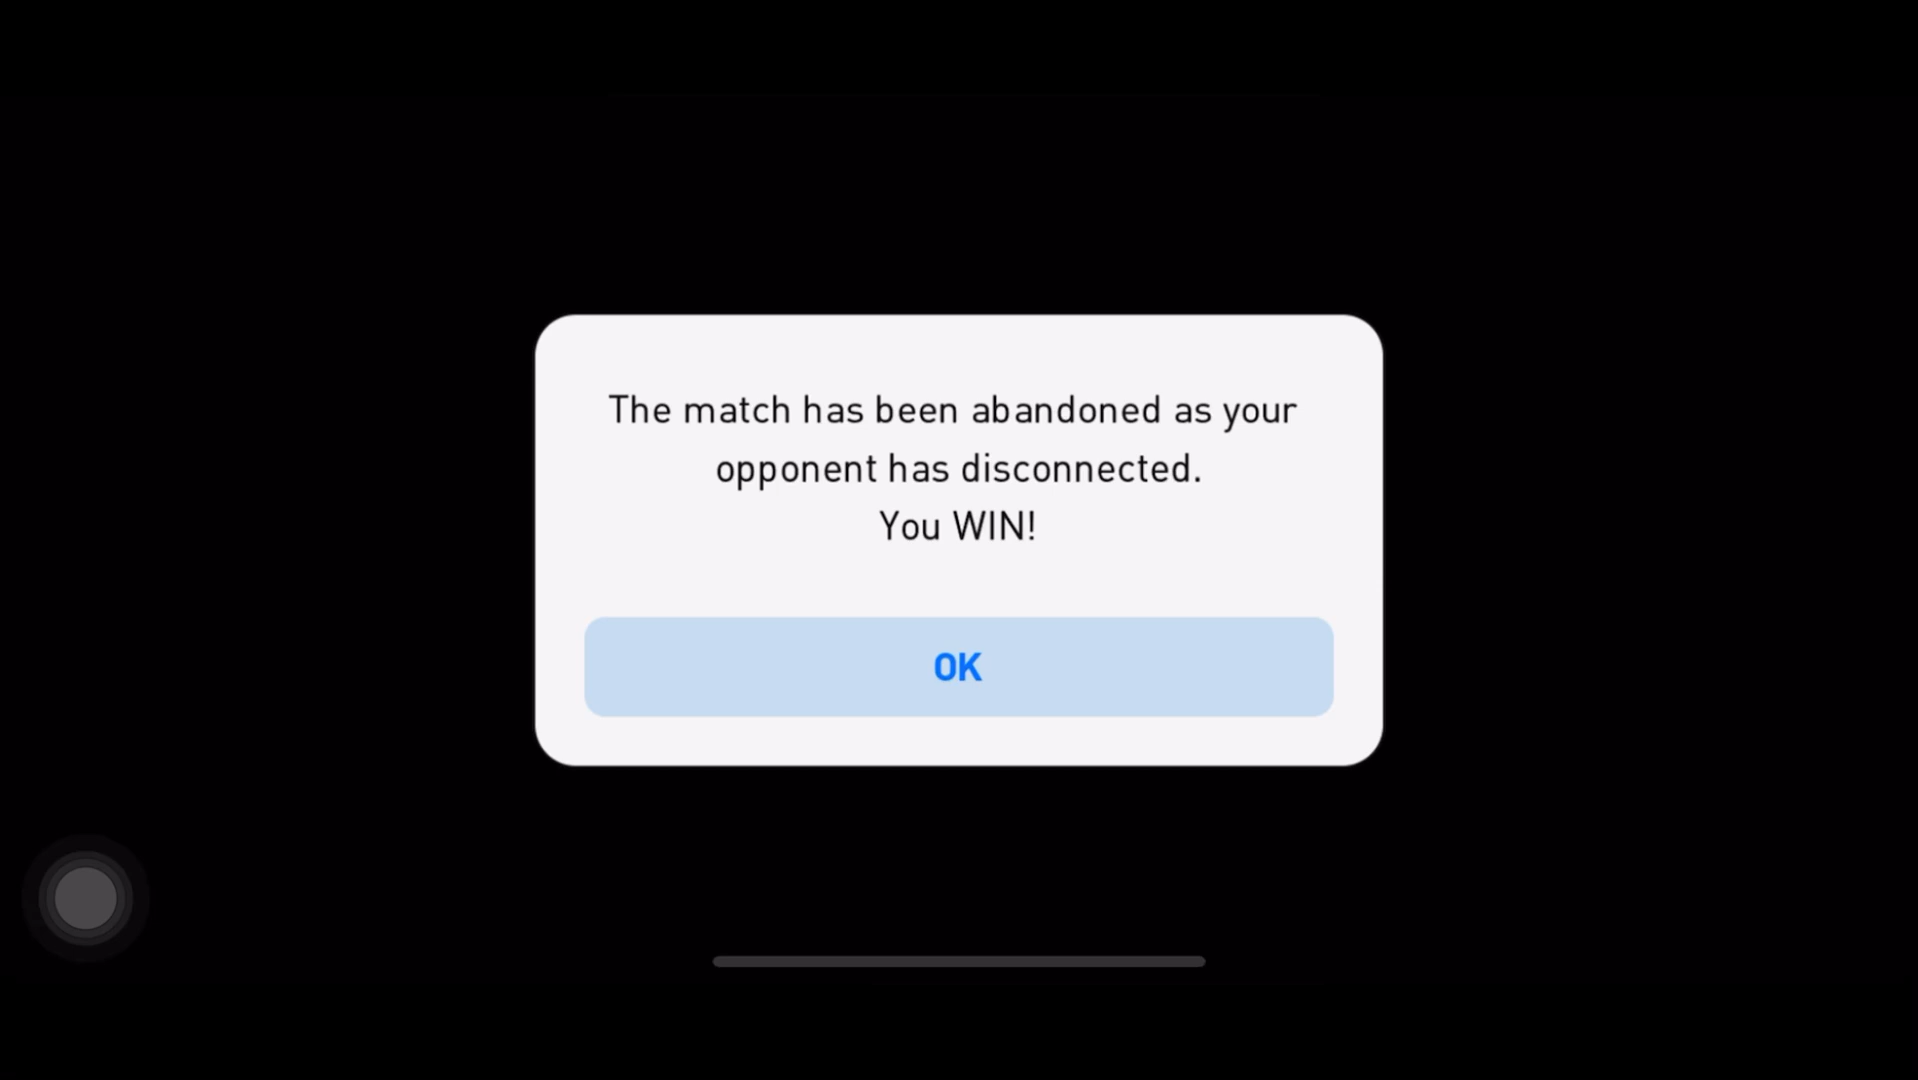 The match has been abandoned as your
opponent has disconnected.
You WIN!
OK